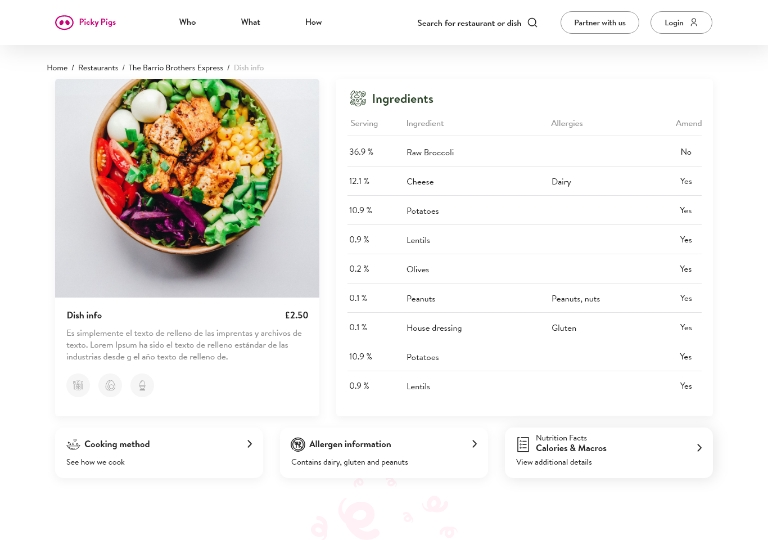 Picky Pigs Who What How Search for restaurant or dish Partner with us Login
Home / Restaurants / The Barrio Brothers Express / Dish info
Dish info £2.50
Es simplemente el texto de relleno de las imprentas y archivos de
texto. Lorem Ipsum ha sido el texto de relleno estándar de las
industrias desde g el año texto de relleno de.
Ingredients
Serving Ingredient Allergies Amend
36.9 % Raw Broccoli No
12.1 % Cheese Dairy Yes
10.9 % Potatoes Yes
0.9 % Lentils Yes
0.2 % Olives Yes
0.1 % Peanuts Peanuts, nuts Yes
0.1 % House dressing Gluten Yes
10.9 % Potatoes Yes
0.9 % Lentils Yes
Cooking method
See how we cook
Allergen information
Contains dairy, gluten and peanuts
Nutrition Facts
Calories & Macros
View additional details